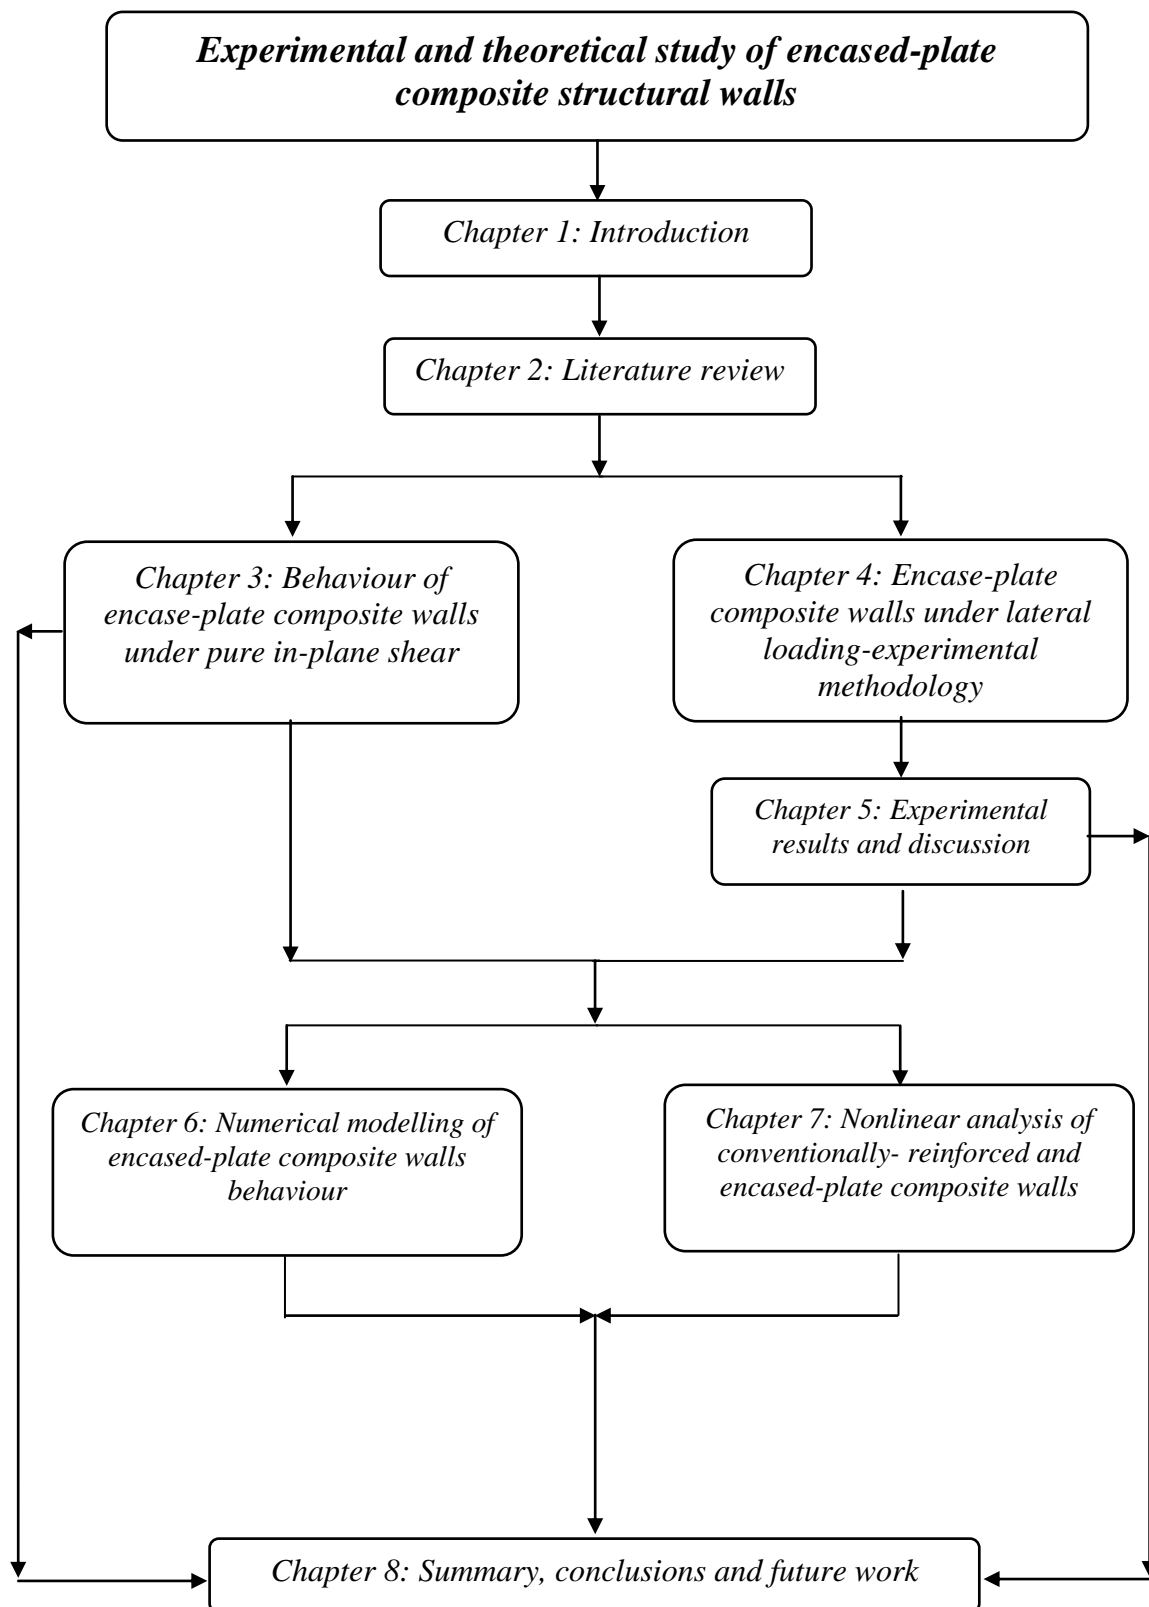 Experimental and theoretical study of encased-plate
composite structural walls
Chapter 1: Introduction
Chapter 2: Literature review
Chapter 3: Behaviour of
encase-plate composite walls
under pure in-plane shear
Chapter 4: Encase-plate
composite walls under lateral
loading-experimental
methodology
Chapter 5: Experimental
results and discussion
Chapter 6: Numerical modelling of
encased-plate composite walls
behaviour
Chapter 7: Nonlinear analysis of
conventionally- reinforced and
encased-plate composite walls
Chapter 8: Summary, conclusions and future work